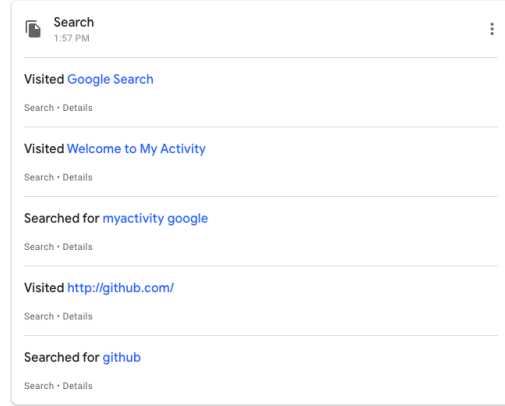 Search
1:57 PM
Visited Google Search
Search • Details
Visited Welcome to My Activity
Search • Details
Searched for myactivity google
Search • Details
Visited http://github.com/
Search • Details
Searched for github
Search • Details